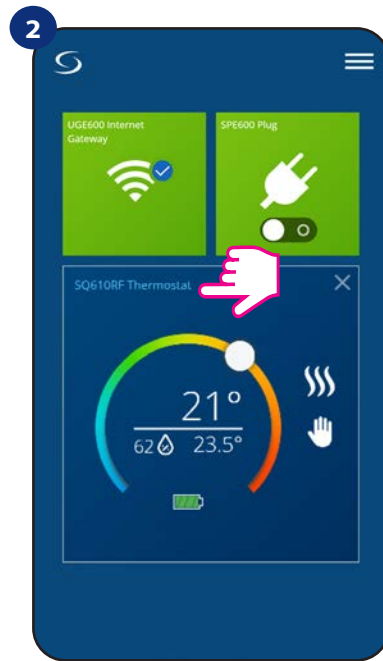 2
UGE600 Internet
Gateway
SPE600 Plug
SQ610RF Thermostat
21°
62 23.5°